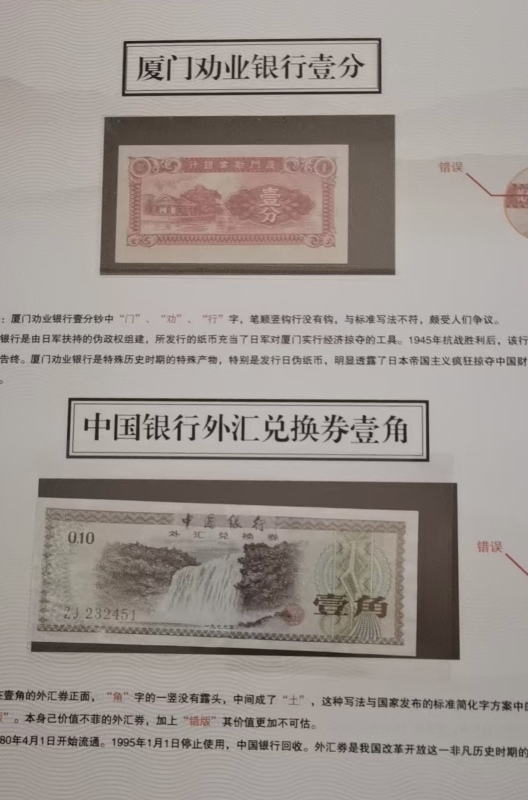 厦门劝业银行壹分
行銀業勸門厦
壹
分
错误
：厦门劝业银行壹分钞中“门”、“劝”、“行”字，笔顺竖钩行没有钩，与标准写法不符，颇受人们争议。
银行是由日军扶持的伪政权组建，所发行的纸币充当了日军对厦门实行经济掠夺的工具。1945年抗战胜利后，该行
告终。厦门劝业银行是特殊历史时期的特殊产物，特别是发行日伪纸币，明显透露了日本帝国主义疯狂掠夺中国财
中国银行外汇兑换券壹角
中国银行
外汇兑换券
0.10
壹角
ZJ 232451
一九七九年
错误
壹角的外汇券正面，“角”字的一竖没有露头，中间成了“土”，这种写法与国家发布的标准简化字方案中
”。本身己价值不菲的外汇券，加上“错版”其价值更加不可估。
80年4月1日开始流通。1995年1月1日停止使用，中国银行回收。外汇券是我国改革开放这一非凡历史时期的